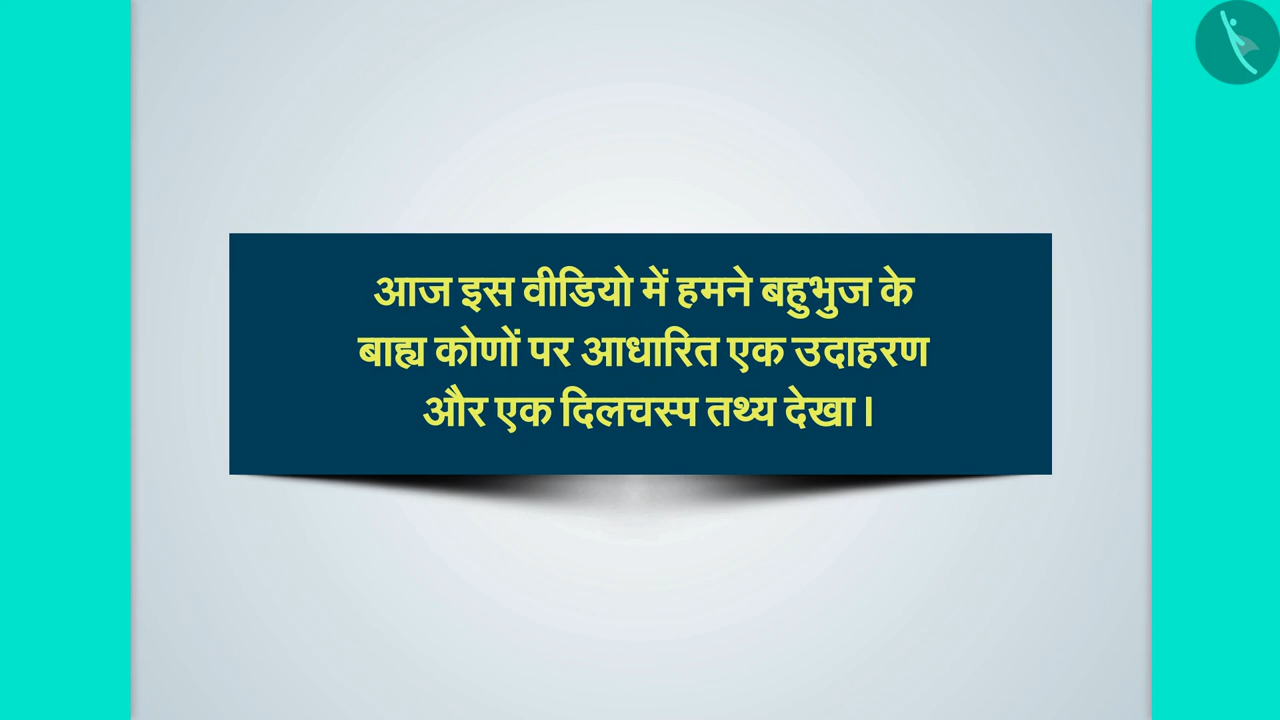 आज इस वीडियो में हमने बहुभुज के
बाह्य कोणों पर आधारित एक उदाहरण
और एक दिलचस्प तथ्य देखा।